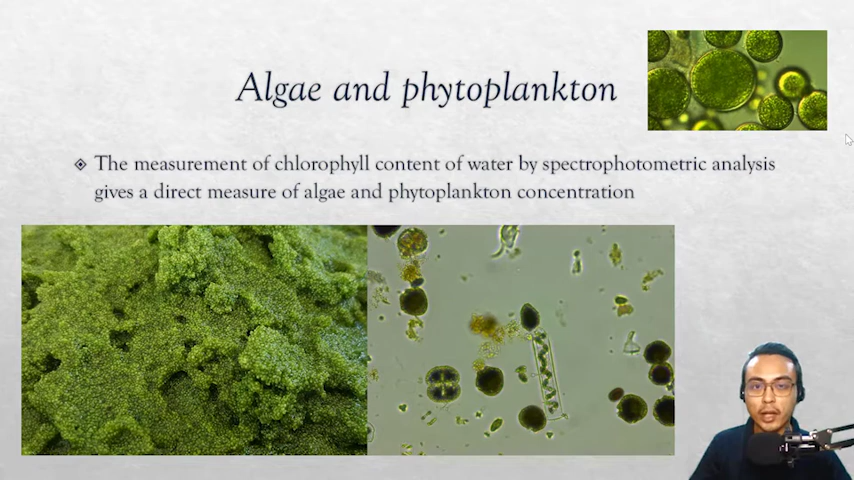 Algae and phytoplankton
The measurement of chlorophyll content of water by spectrophotometric analysis
gives a direct measure of algae and phytoplankton concentration